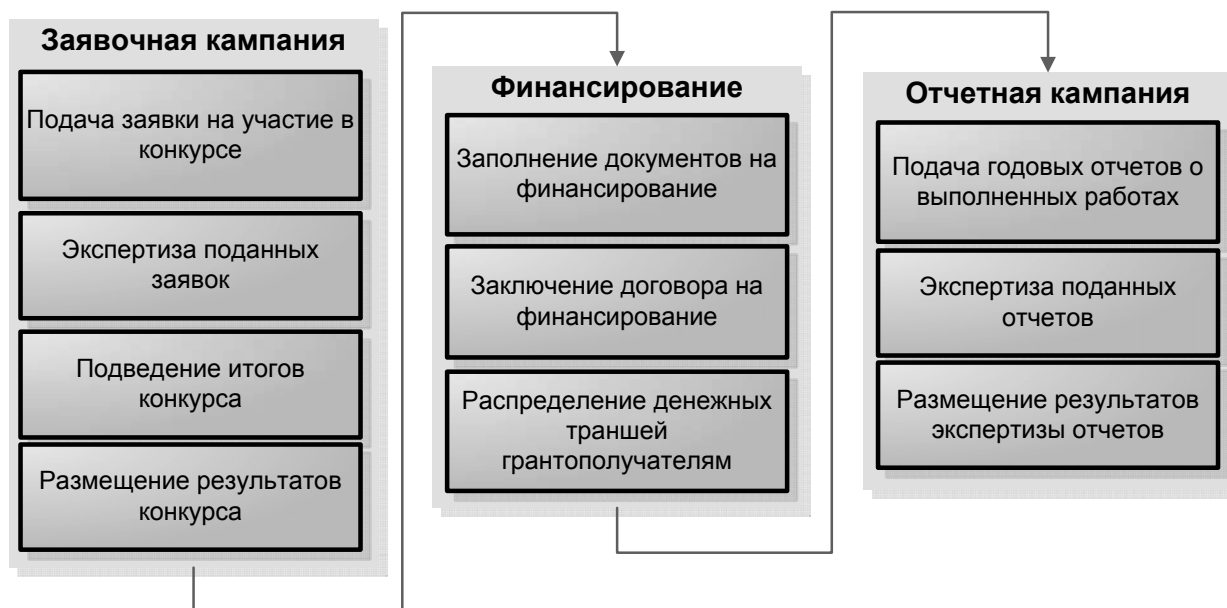 Заявочная кампания
Подача заявки на участие в
конкурсе
Экспертиза поданных
заявок
Подведение итогов
конкурса
Размещение результатов
конкурса
Финансирование
Заполнение документов на
финансирование
Заключение договора на
финансирование
Распределение денежных
траншей
грантополучателям
Отчетная кампания
Подача годовых отчетов о
выполненных работах
Экспертиза поданных
отчетов
Размещение результатов
экспертизы отчетов